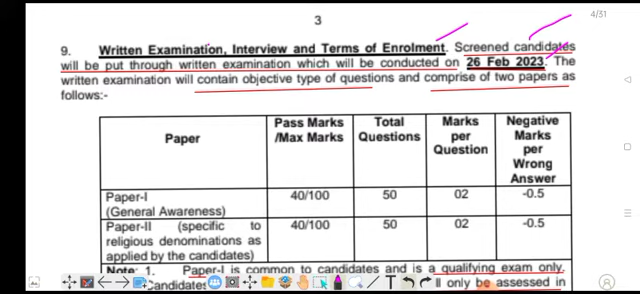 3
4/31
9. Written Examination, Interview and Terms of Enrolment. Screened candidates
will be put through written examination which will be conducted on 26 Feb 2023. The
written examination will contain objective type of questions and comprise of two papers as
follows:-
Paper
Pass Marks
/Max Marks
Total
Questions
Marks
per
Question
Negative
Marks
per
Wrong
Answer
Paper-I
(General Awareness)
40/100
50
02
-0.5
Paper-II (specific to
religious denominations as
applied by the candidates)
40/100
50
02
-0.5
Note: 1. Paper-I is common to candidates and is a qualifying exam only.
Candidates
ll only be assessed in